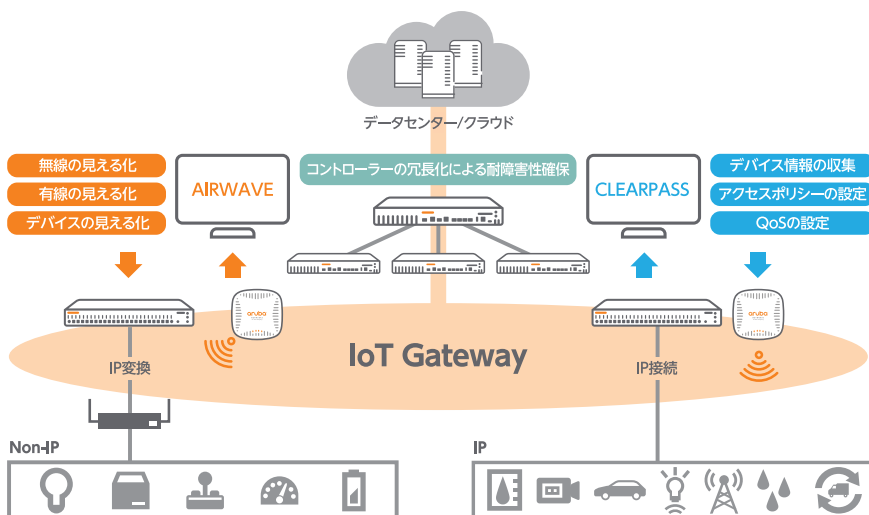 データセンター/クラウド
無線の見える化
有線の見える化
デバイスの見える化
AIRWAVE
コントローラーの冗長化による耐障害性確保
CLEARPASS
デバイス情報の収集
アクセスポリシーの設定
QoSの設定
aruba
aruba
IoT Gateway
IP変換
IP接続
Non-IP
IP